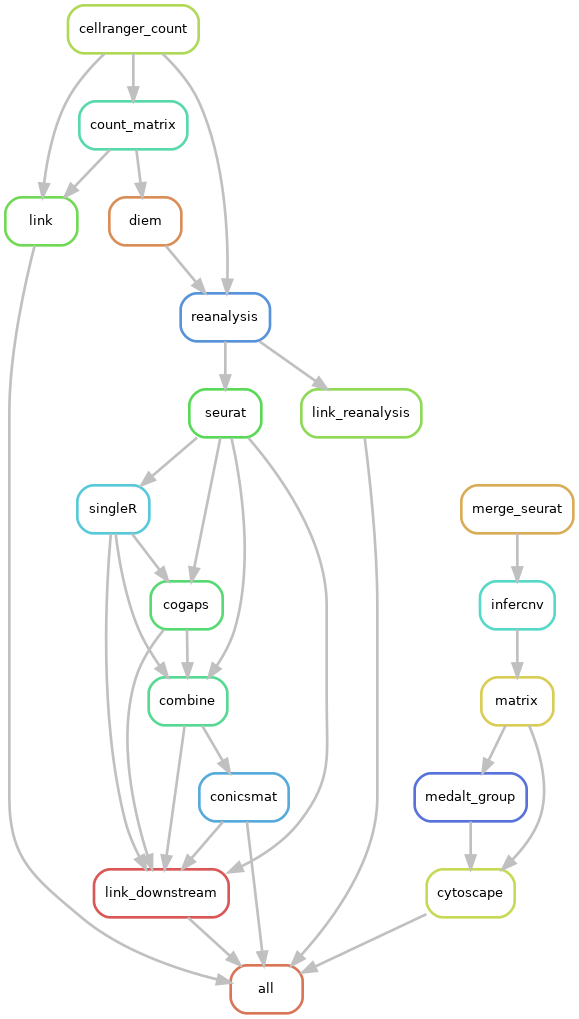 cellranger_count
count_matrix
link
diem
reanalysis
seurat
link_reanalysis
singleR
merge_seurat
cogaps
infercnv
combine
matrix
conicsmat
medalt_group
link_downstream
cytoscape
all